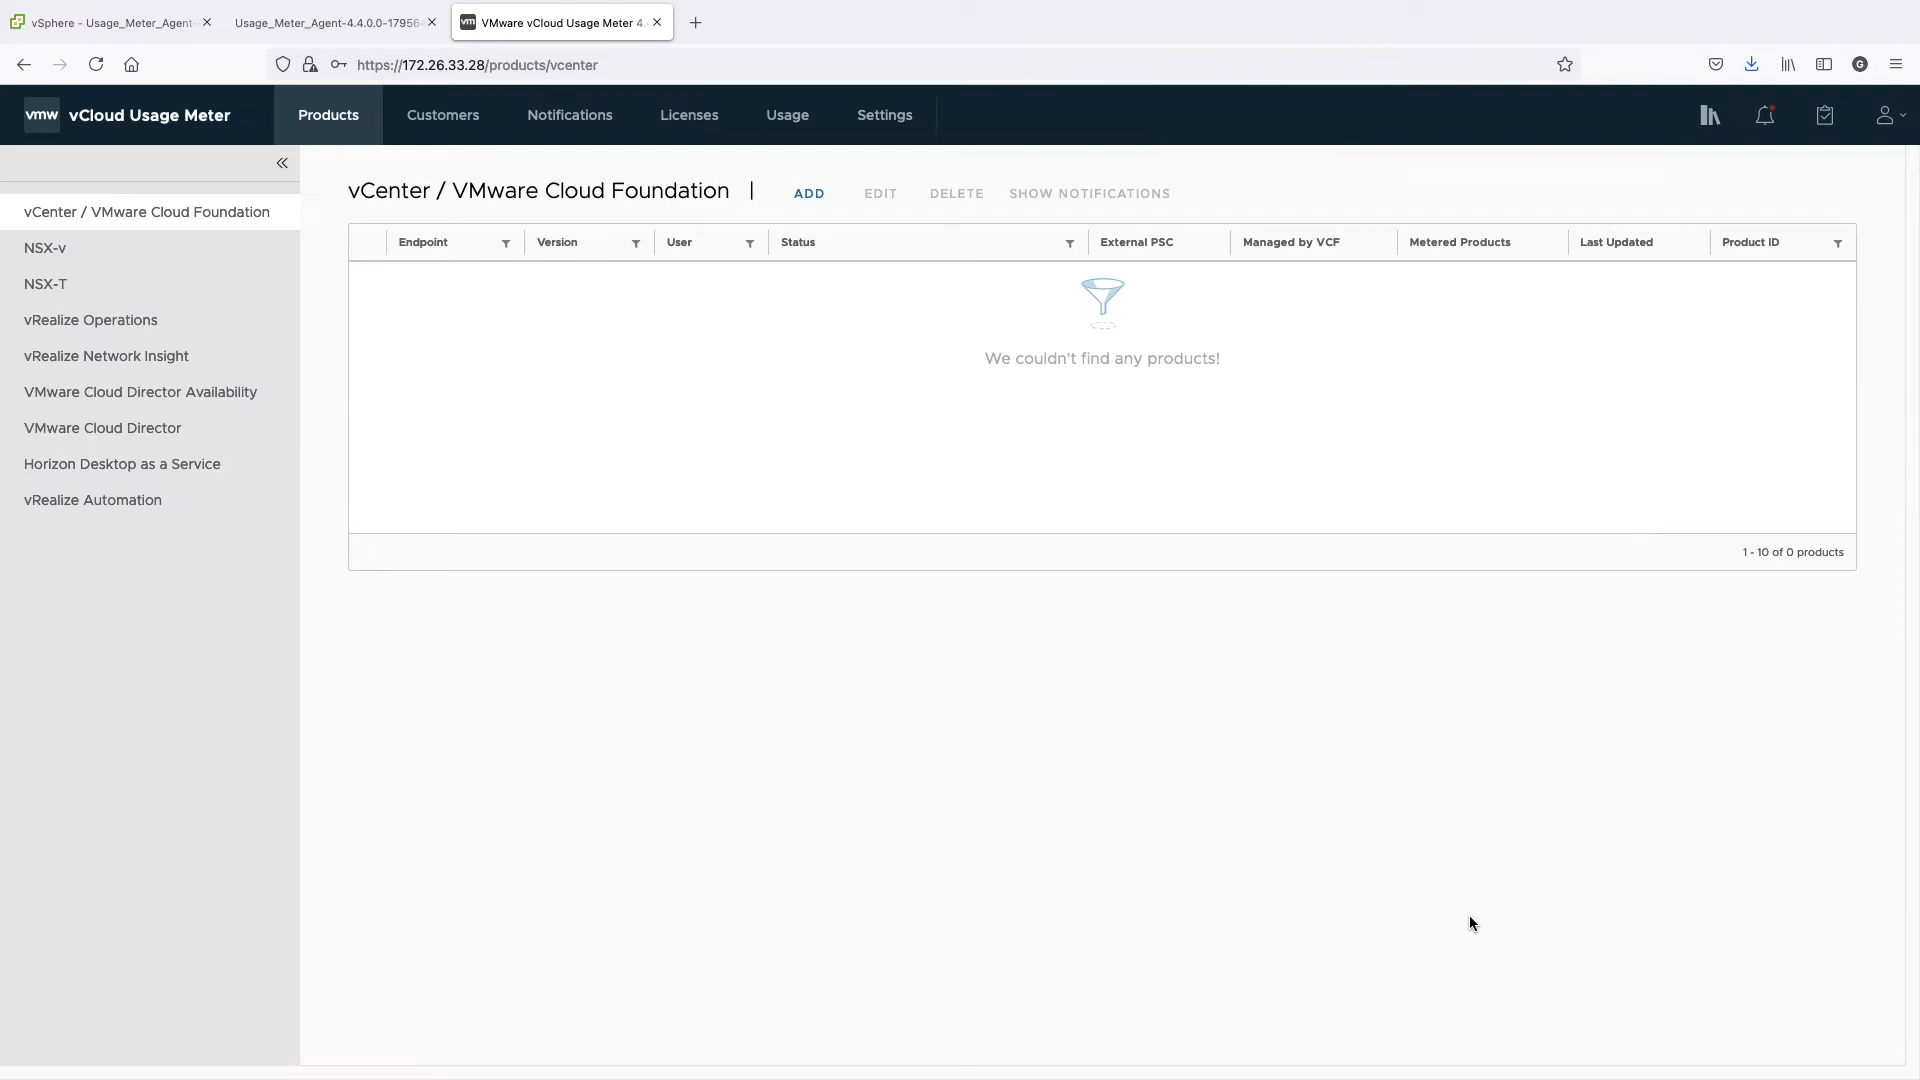 vSphere - Usage_Meter_Agent-
Usage_Meter_Agent-4.4.0.0-17956
VMware vCloud Usage Meter 4.
https://172.26.33.28/products/vcenter
G
vmw vCloud Usage Meter
Products
Customers
Notifications
Licenses
Usage
Settings
vCenter / VMware Cloud Foundation
NSX-v
NSX-T
vRealize Operations
vRealize Network Insight
VMware Cloud Director Availability
VMware Cloud Director
Horizon Desktop as a Service
vRealize Automation
vCenter / VMware Cloud Foundation | ADD EDIT DELETE SHOW NOTIFICATIONS
Endpoint Version User Status External PSC Managed by VCF Metered Products Last Updated Product ID
We couldn't find any products!
1 - 10 of 0 products